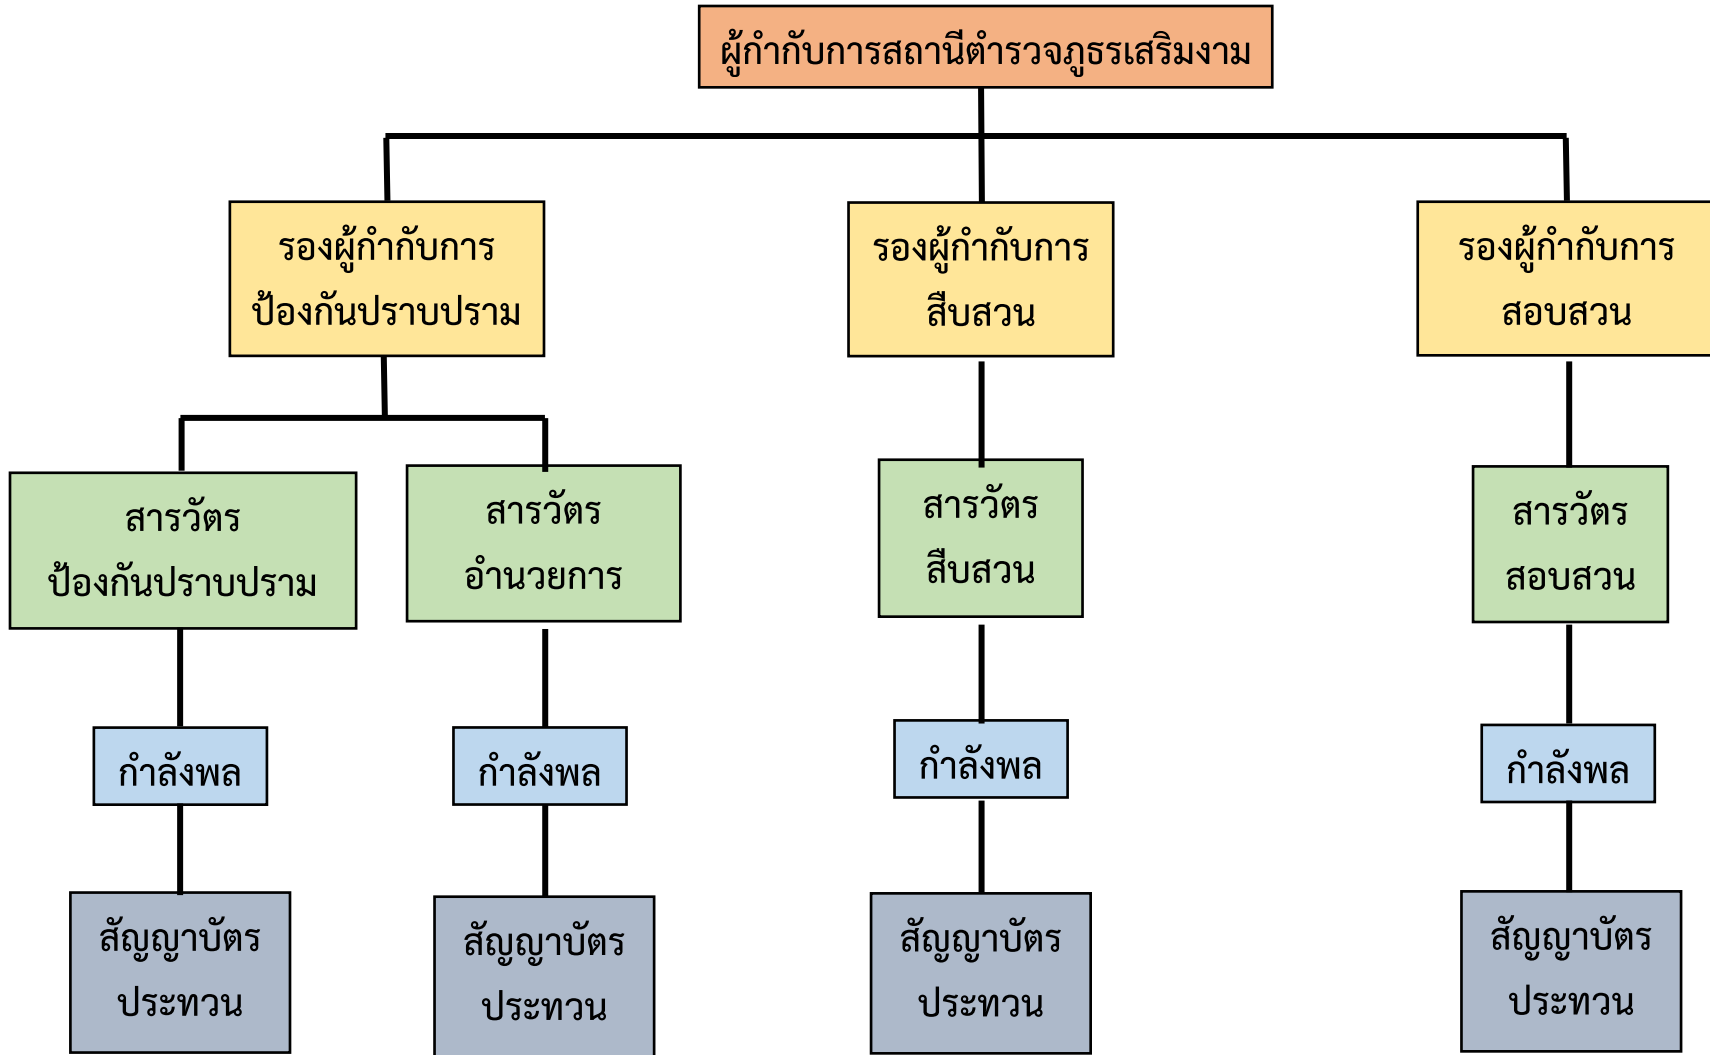 ผู้กำกับการสถานีตำรวจภูธรเสริมงาม
รองผู้กำกับการ
ป้องกันปราบปราม
รองผู้กำกับการ
สืบสวน
รองผู้กำกับการ
สอบสวน
สารวัตร
ป้องกันปราบปราม
สารวัตร
อำนวยการ
สารวัตร
สืบสวน
สารวัตร
สอบสวน
กำลังพล
กำลังพล
กำลังพล
กำลังพล
สัญญาบัตร
ประทวน
สัญญาบัตร
ประทวน
สัญญาบัตร
ประทวน
สัญญาบัตร
ประทวน